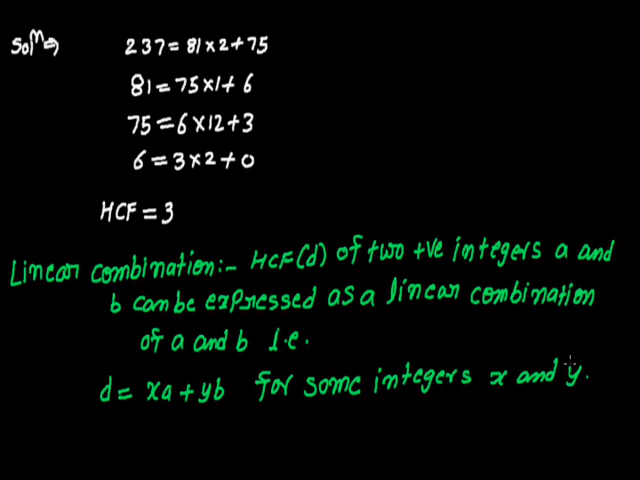 Solⁿ⇒ 237 = 81×2+75
81 = 75×1+6
75 = 6×12+3
6 = 3×2+0
HCF = 3
Linear combination:- HCF(d) of two +ve integers a and
b can be expressed as a linear combination
of a and b i.e.
d = xa + yb for some integers x and y.